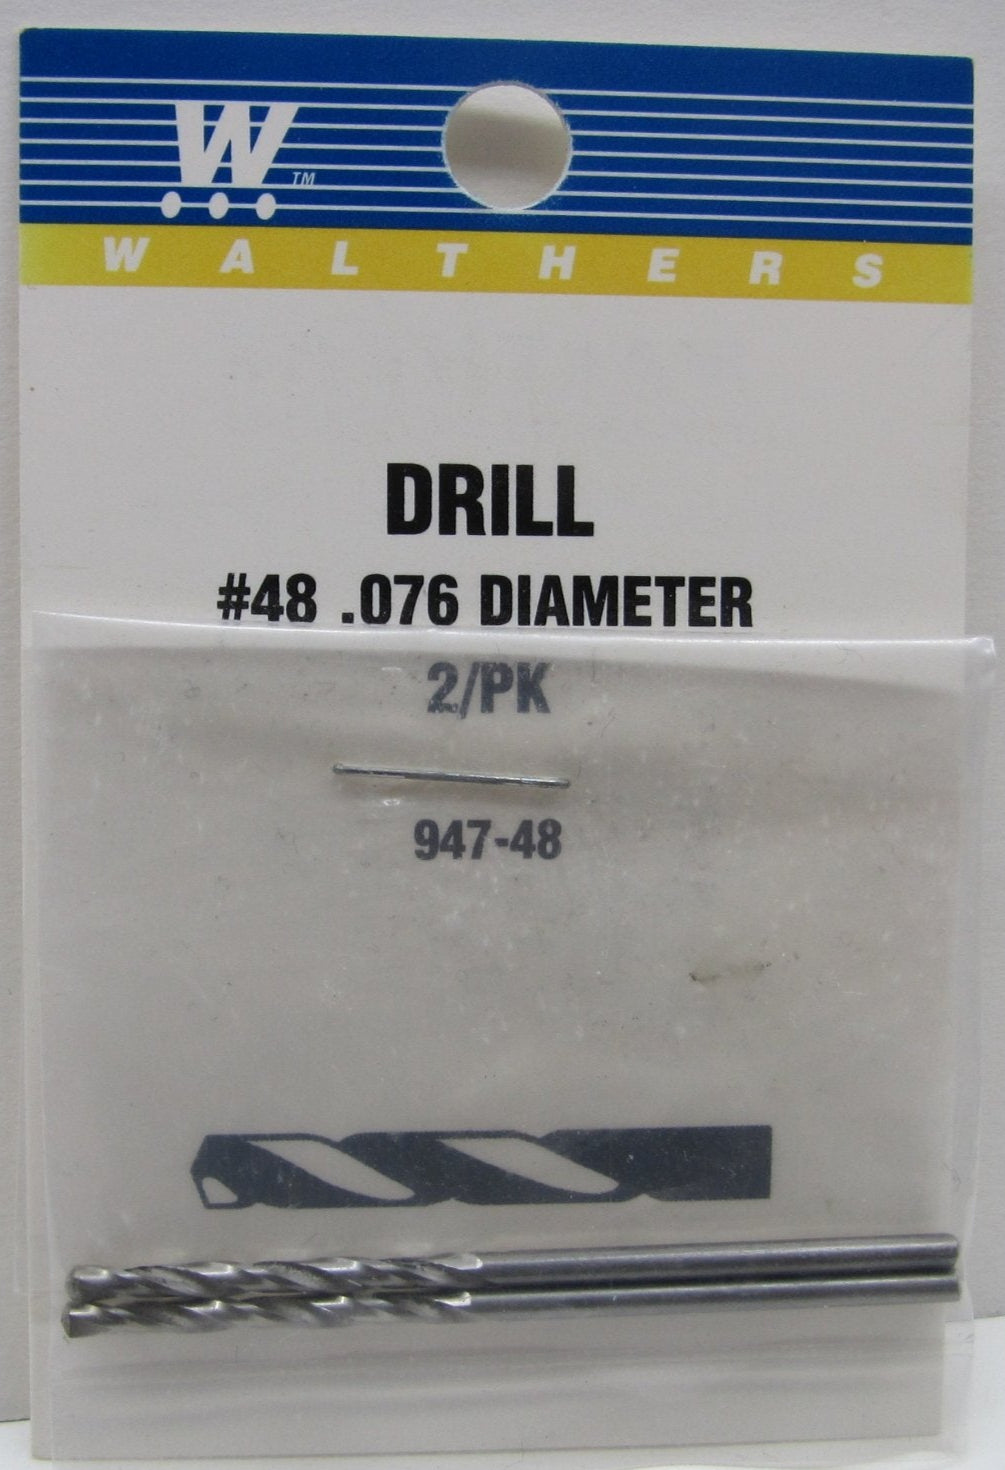 W TM
WALTHERS
DRILL
#48 .076 DIAMETER
2/PK
947-48